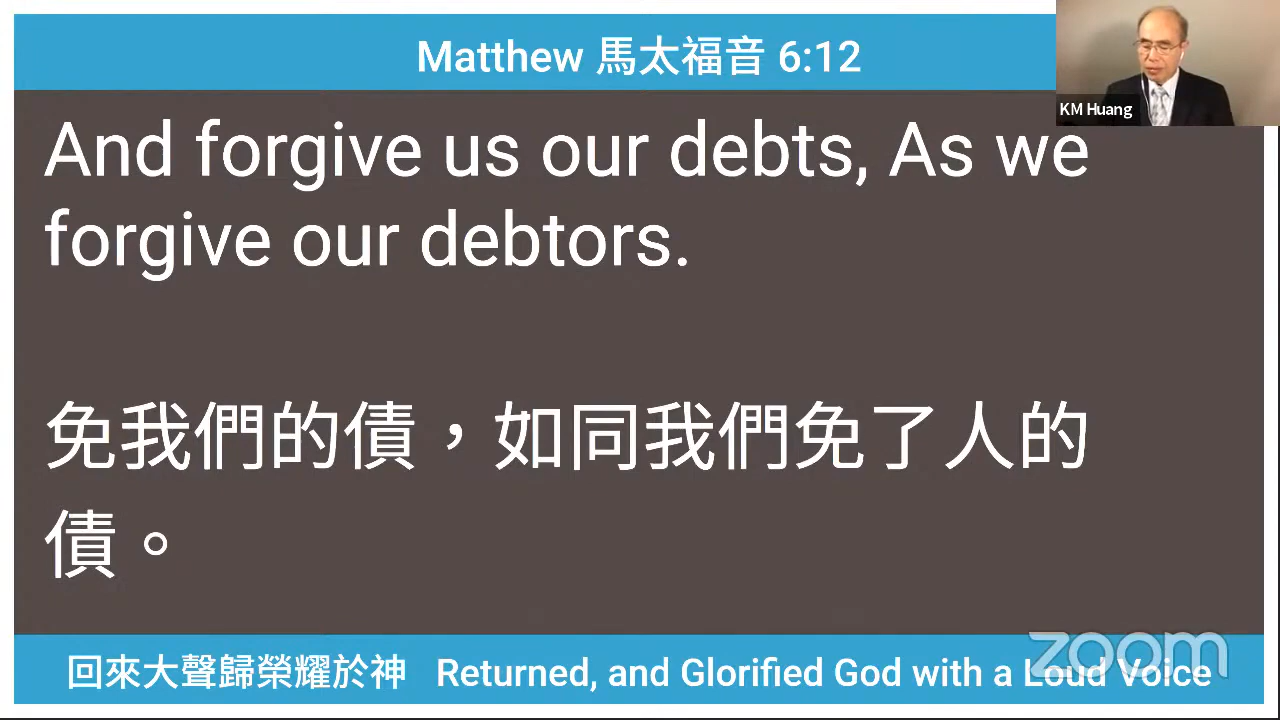 Matthew 馬太福音 6:12
KM Huang
And forgive us our debts, As we
forgive our debtors.
免我們的債，如同我們免了人的
債。
zoom
回來大聲歸榮耀於神 Returned, and Glorified God with a Loud Voice